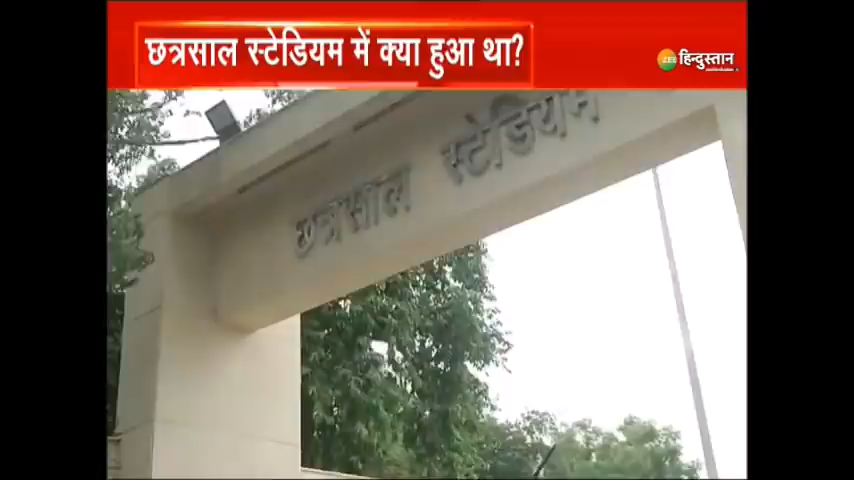 छत्रसाल स्टेडियम में क्या हुआ था?
ZEE हिन्दुस्तान
छत्रसाल स्टेडियम